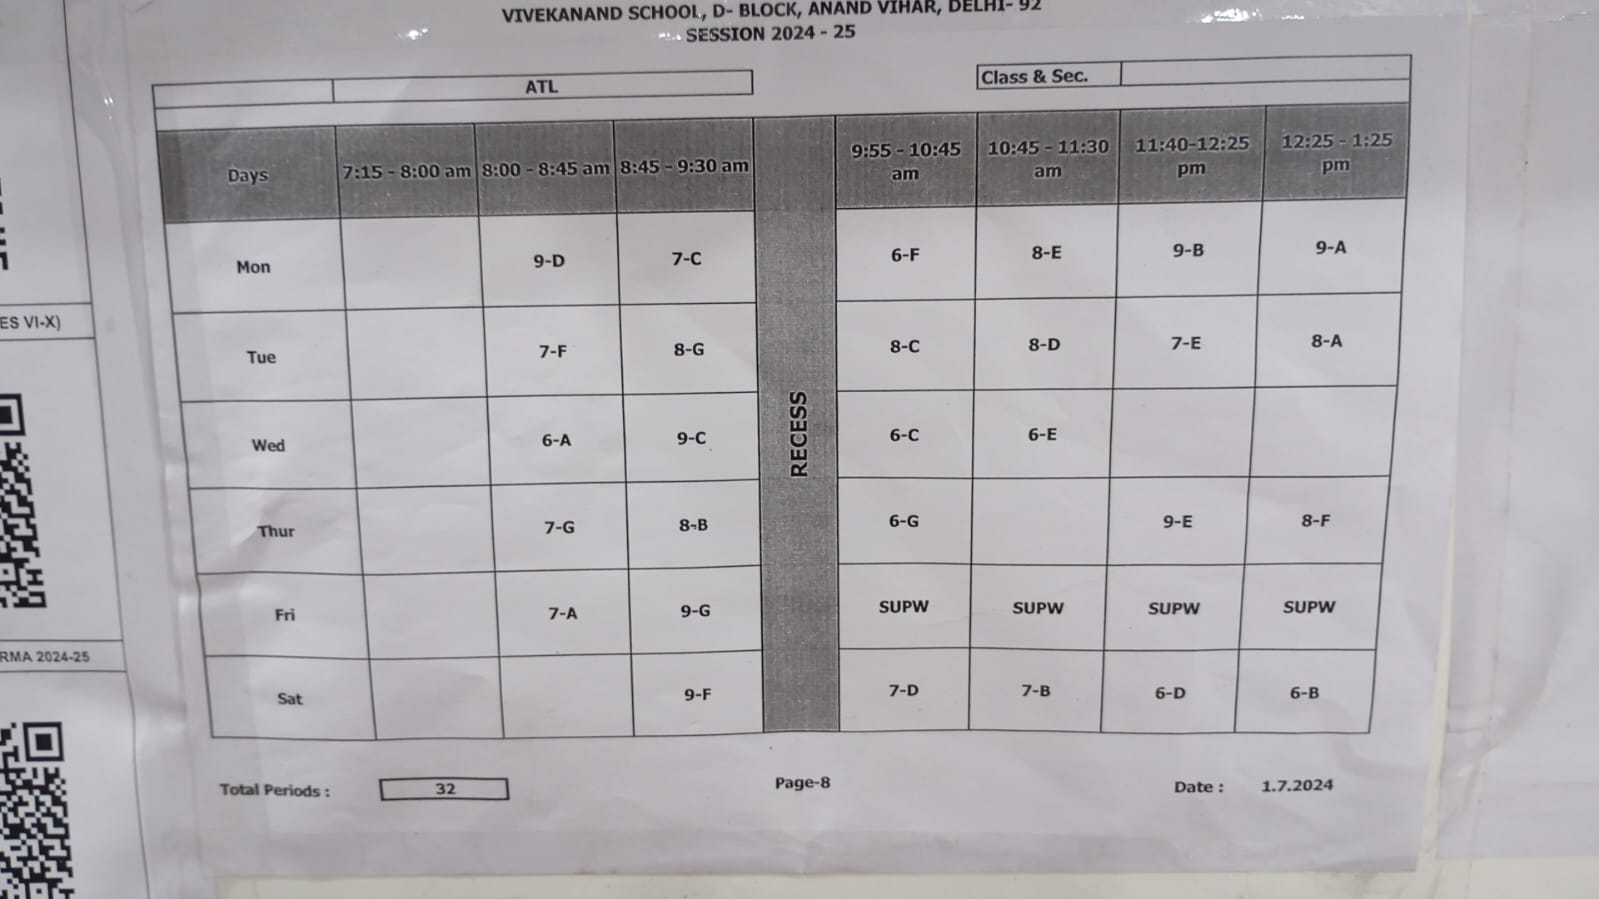 VIVEKANAND SCHOOL, D- BLOCK, ANAND VIHAR, DELHI- 92
SESSION 2024 - 25
ATL
Class & Sec.
Days 7:15 - 8:00 am 8:00 - 8:45 am 8:45 - 9:30 am RECESS 9:55 - 10:45 am 10:45 - 11:30 am 11:40-12:25 pm 12:25 - 1:25 pm
Mon 9-D 7-C 6-F 8-E 9-B 9-A
Tue 7-F 8-G 8-C 8-D 7-E 8-A
Wed 6-A 9-C 6-C 6-E
Thur 7-G 8-B 6-G 9-E 8-F
Fri 7-A 9-G SUPW SUPW SUPW SUPW
Sat 9-F 7-D 7-B 6-D 6-B
Total Periods : 32 Page-8 Date : 1.7.2024
ES VI-X)
RMA 2024-25